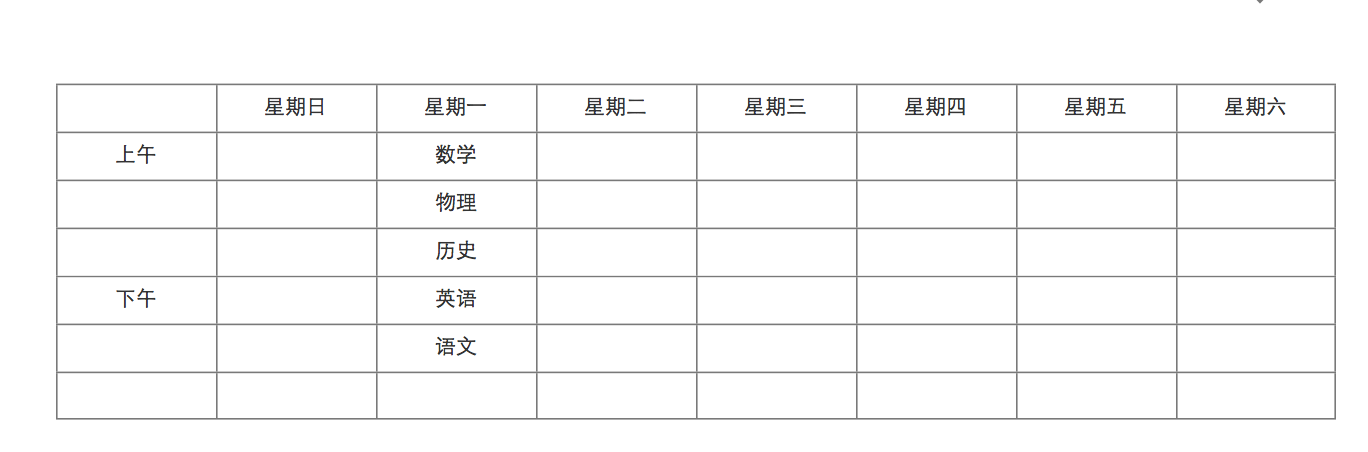 星期日 星期一 星期二 星期三 星期四 星期五 星期六
上午 数学
物理
历史
下午 英语
语文